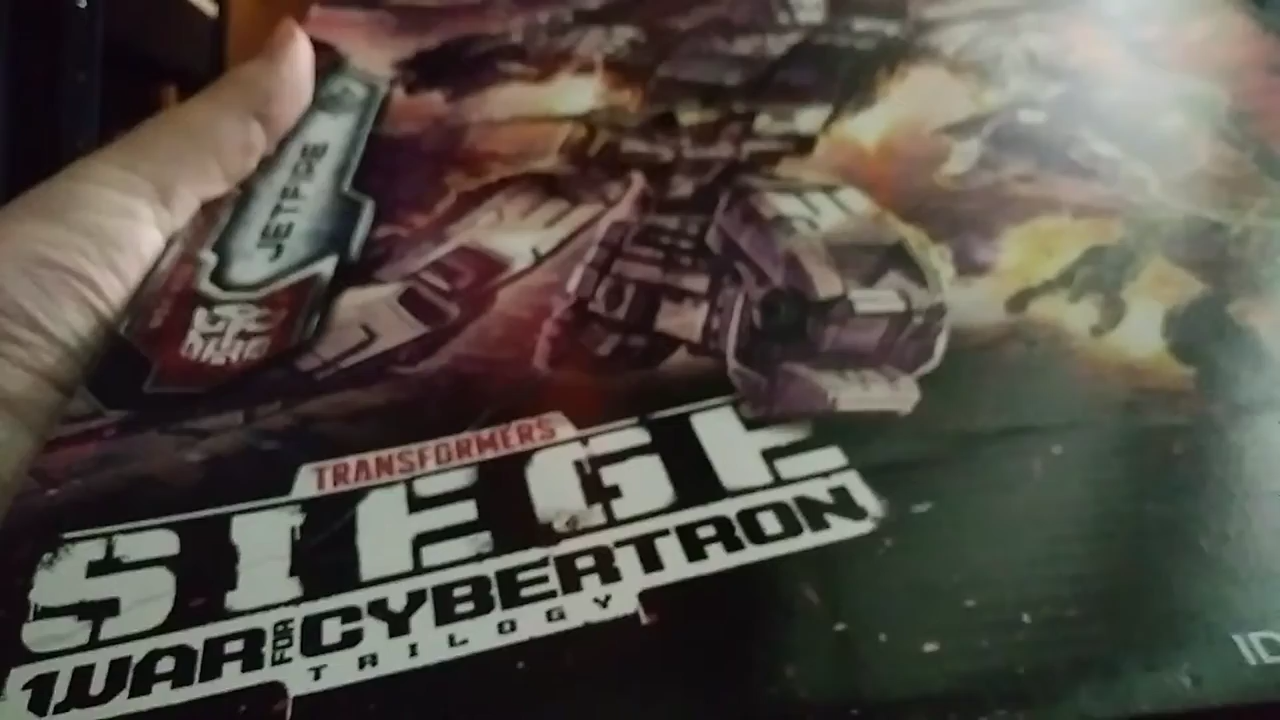 JETFIRE
TRANSFORMERS
SIEGE
WAR FOR CYBERTRON
TRILOGY